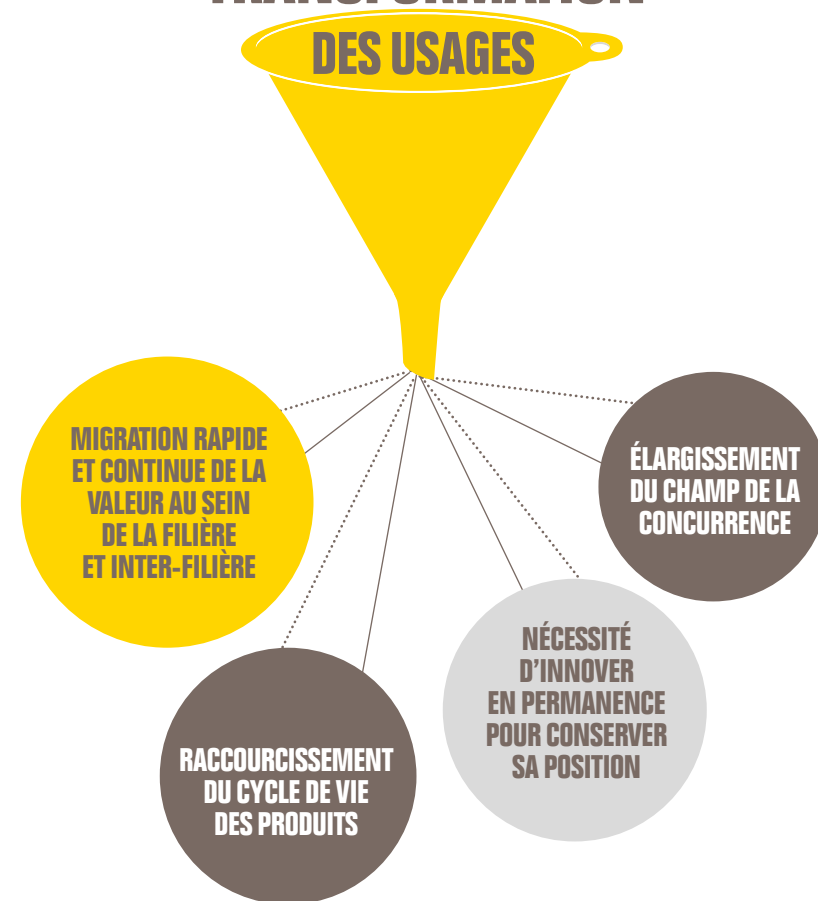 TRANSFORMATION
DES USAGES
MIGRATION RAPIDE
ET CONTINUE DE LA
VALEUR AU SEIN
DE LA FILIÈRE
ET INTER-FILIÈRE
RACCOURCISSEMENT
DU CYCLE DE VIE
DES PRODUITS
NÉCESSITÉ
D’INNOVER
EN PERMANENCE
POUR CONSERVER
SA POSITION
ÉLARGISSEMENT
DU CHAMP DE LA
CONCURRENCE